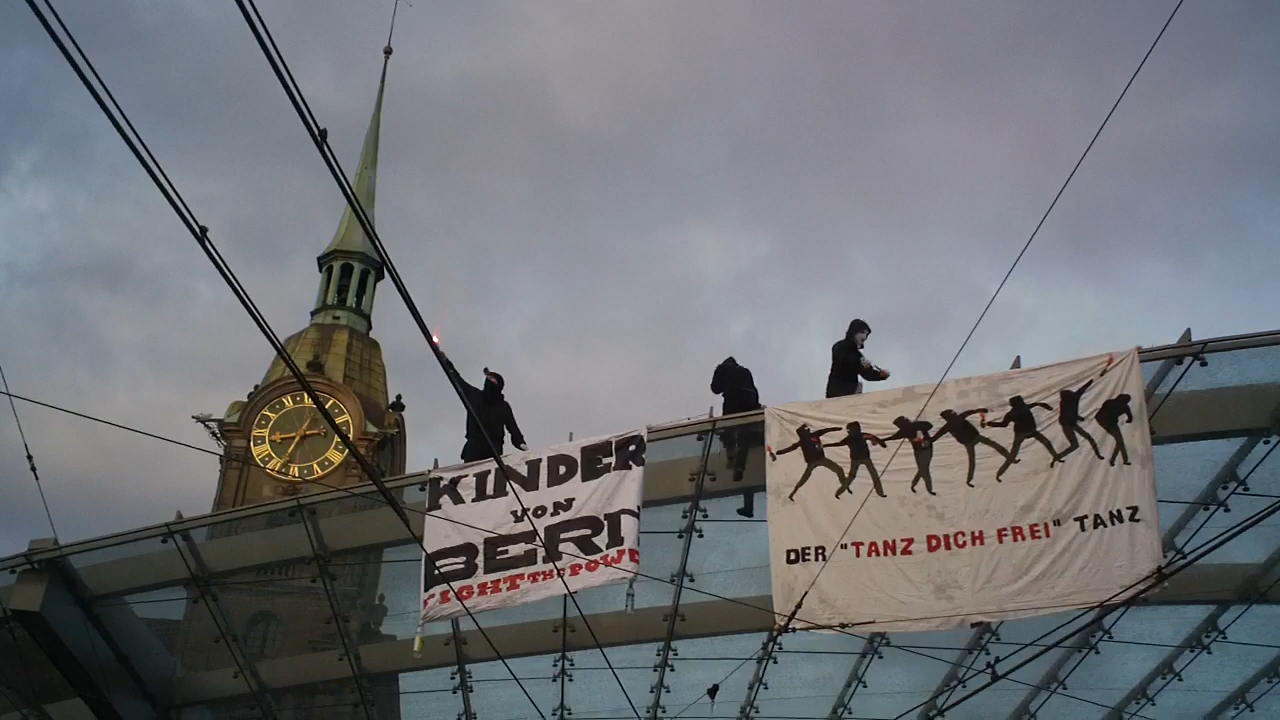 KINDER
VON
BERN
FIGHT THE POWER
DER "TANZ DICH FREI" TANZ